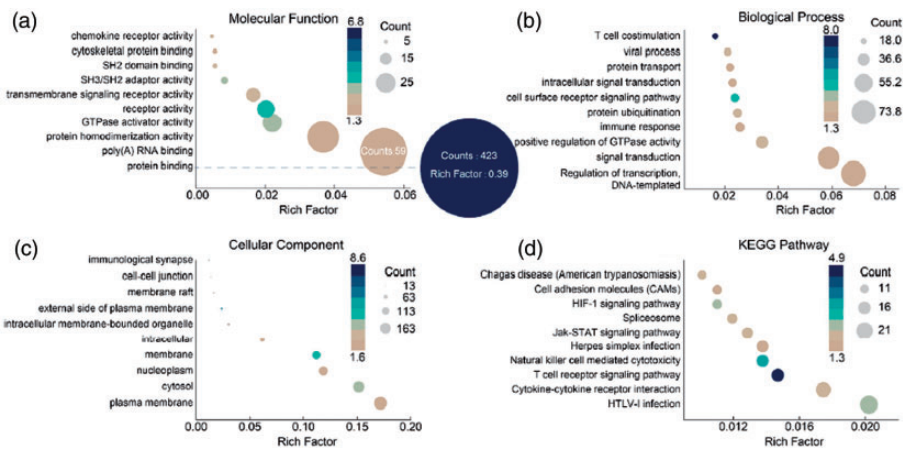 (a)
Molecular Function
chemokine receptor activity
cytoskeletal protein binding
SH2 domain binding
SH3/SH2 adaptor activity
transmembrane signaling receptor activity
receptor activity
GTPase activator activity
protein homodimerization activity
poly(A) RNA binding
protein binding
6.8
1.3
Count
5
15
25
Counts 59
Counts : 423
Rich Factor : 0.39
0.00 0.02 0.04 0.06
Rich Factor
(b)
Biological Process
T cell costimulation
viral process
protein transport
intracellular signal transduction
cell surface receptor signaling pathway
protein ubiquitination
immune response
positive regulation of GTPase activity
signal transduction
Regulation of transcription,
DNA-templated
8.0
1.3
Count
18.0
36.6
55.2
73.8
0.02 0.04 0.06 0.08
Rich Factor
(c)
Cellular Component
immunological synapse
cell-cell junction
membrane raft
external side of plasma membrane
intracellular membrane-bounded organelle
intracellular
membrane
nucleoplasm
cytosol
plasma membrane
8.6
1.6
Count
13
63
113
163
0.00 0.05 0.10 0.15 0.20
Rich Factor
(d)
KEGG Pathway
Chagas disease (American trypanosomiasis)
Cell adhesion molecules (CAMs)
HIF-1 signaling pathway
Spliceosome
Jak-STAT signaling pathway
Herpes simplex infection
Natural killer cell mediated cytotoxicity
T cell receptor signaling pathway
Cytokine-cytokine receptor interaction
HTLV-I infection
4.9
1.3
Count
11
16
21
0.012 0.016 0.020
Rich Factor